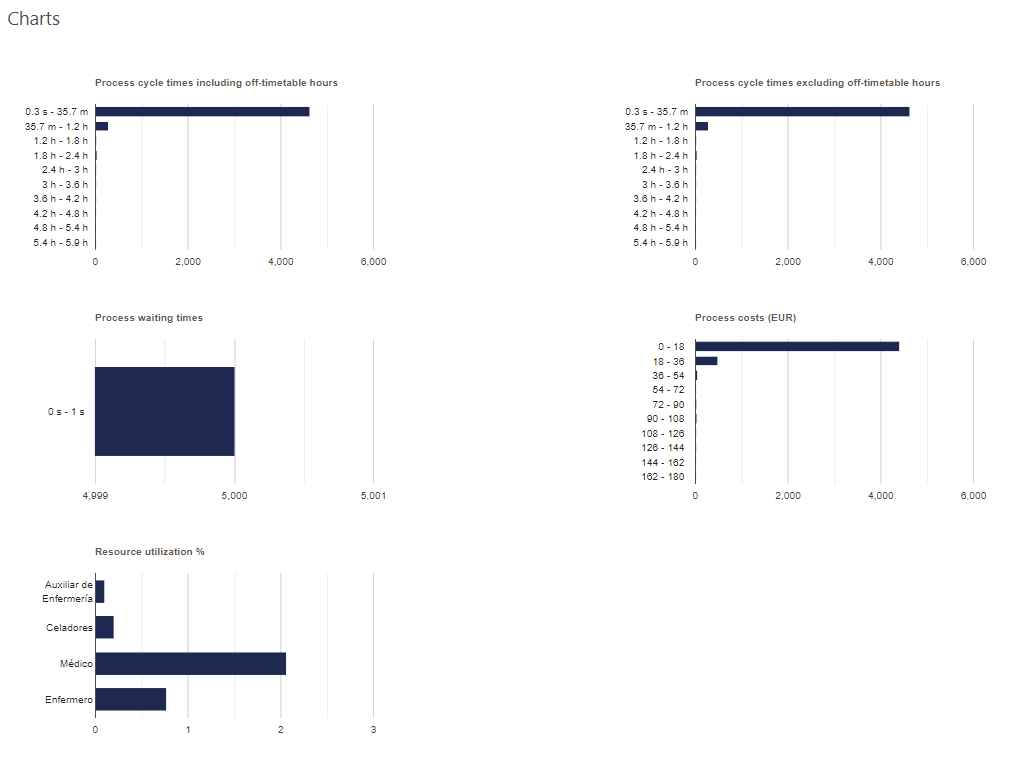 Charts
Process cycle times including off-timetable hours
0.3 s - 35.7 m
35.7 m - 1.2 h
1.2 h - 1.8 h
1.8 h - 2.4 h
2.4 h - 3 h
3 h - 3.6 h
3.6 h - 4.2 h
4.2 h - 4.8 h
4.8 h - 5.4 h
5.4 h - 5.9 h
0 2,000 4,000 6,000
Process cycle times excluding off-timetable hours
0.3 s - 35.7 m
35.7 m - 1.2 h
1.2 h - 1.8 h
1.8 h - 2.4 h
2.4 h - 3 h
3 h - 3.6 h
3.6 h - 4.2 h
4.2 h - 4.8 h
4.8 h - 5.4 h
5.4 h - 5.9 h
0 2,000 4,000 6,000
Process waiting times
0 s - 1 s
4,999 5,000 5,001
Process costs (EUR)
0 - 18
18 - 36
36 - 54
54 - 72
72 - 90
90 - 108
108 - 126
126 - 144
144 - 162
162 - 180
0 2,000 4,000 6,000
Resource utilization %
Auxiliar de
Enfermería
Celadores
Médico
Enfermero
0 1 2 3